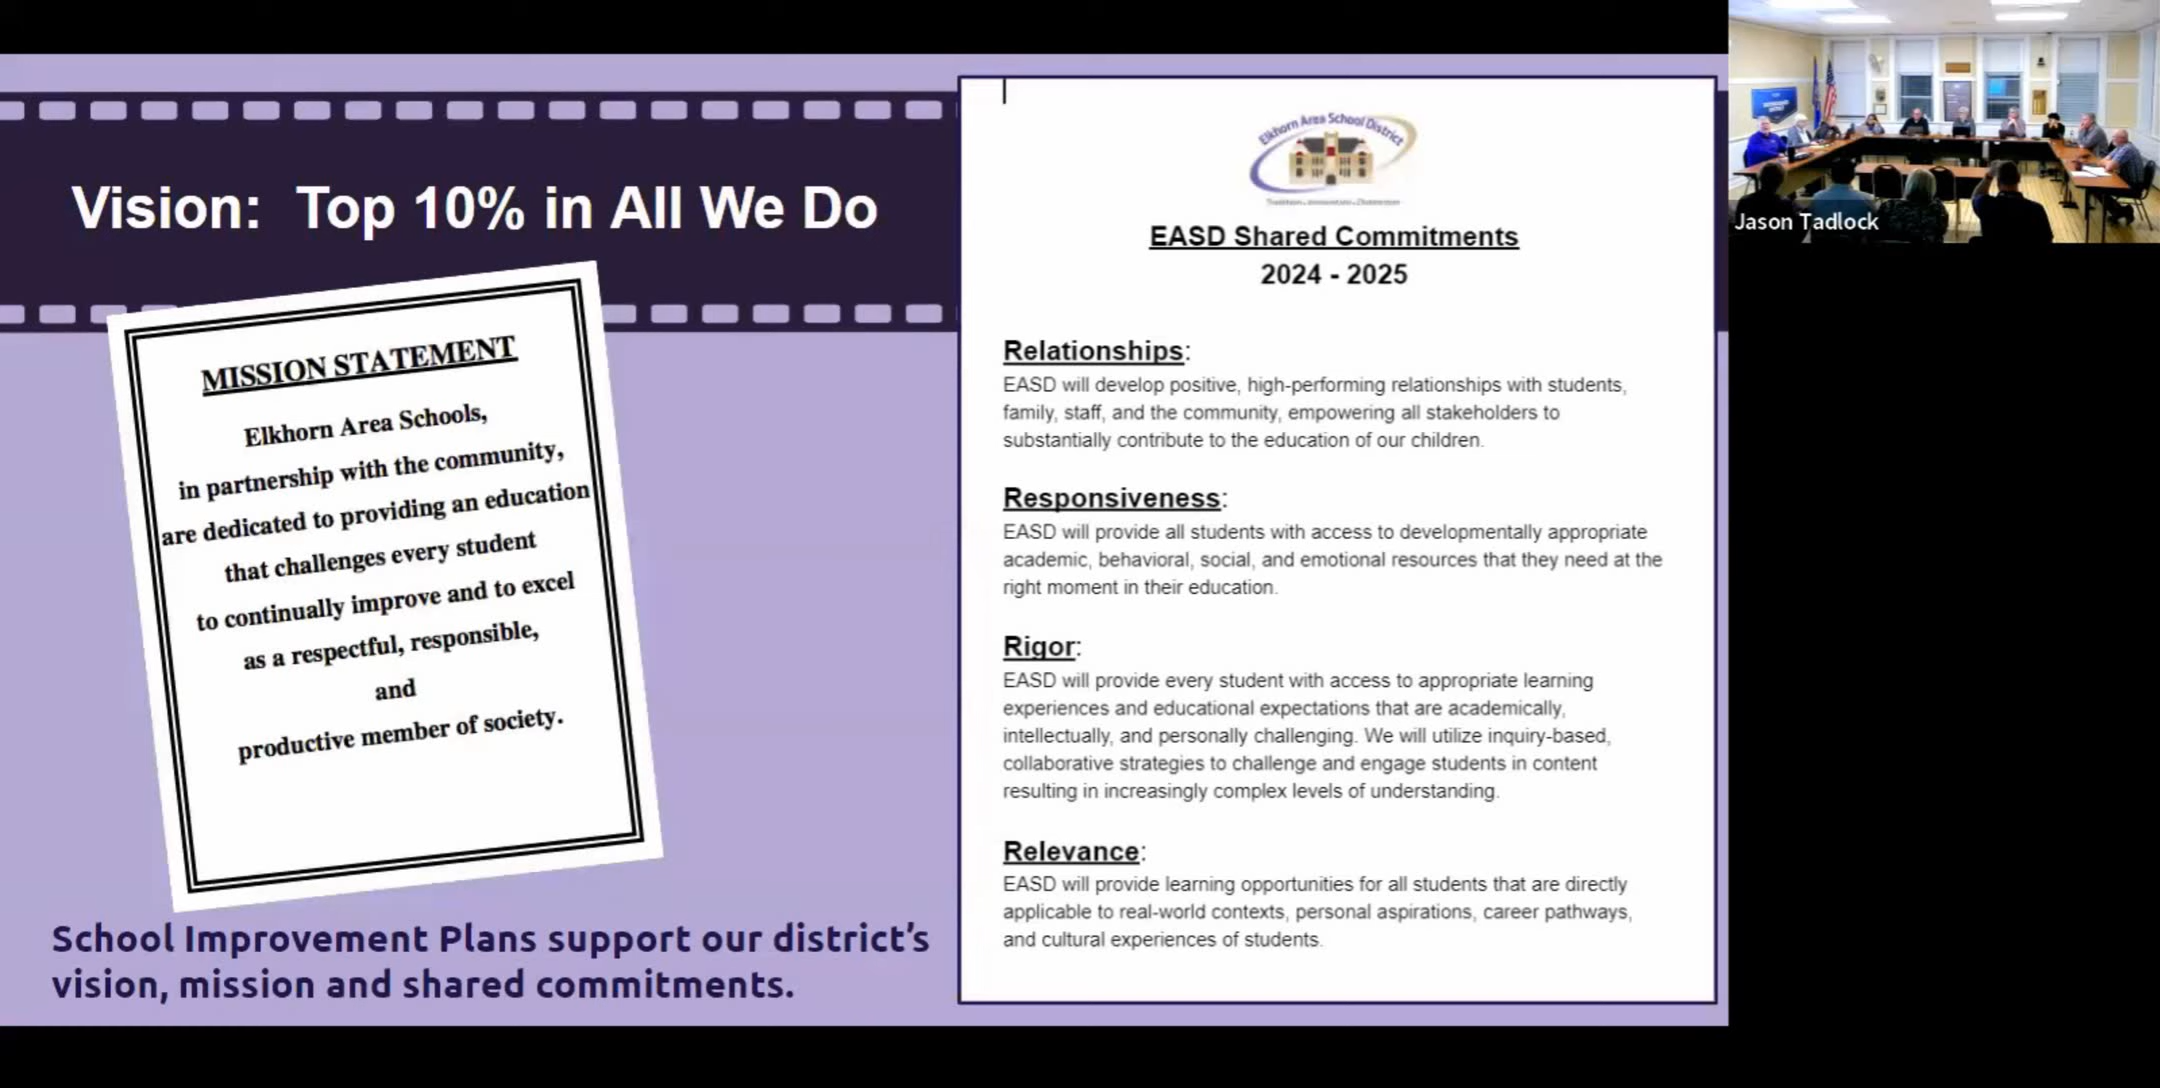 Vision: Top 10% in All We Do
MISSION STATEMENT
Elkhorn Area Schools,
in partnership with the community,
are dedicated to providing an education
that challenges every student
to continually improve and to excel
as a respectful, responsible,
and
productive member of society.
School Improvement Plans support our district's
vision, mission and shared commitments.
Elkhorn Area School District
EASD Shared Commitments
2024 - 2025
Relationships:
EASD will develop positive, high-performing relationships with students,
family, staff, and the community, empowering all stakeholders to
substantially contribute to the education of our children.
Responsiveness:
EASD will provide all students with access to developmentally appropriate
academic, behavioral, social, and emotional resources that they need at the
right moment in their education.
Rigor:
EASD will provide every student with access to appropriate learning
experiences and educational expectations that are academically,
intellectually, and personally challenging. We will utilize inquiry-based,
collaborative strategies to challenge and engage students in content
resulting in increasingly complex levels of understanding.
Relevance:
EASD will provide learning opportunities for all students that are directly
applicable to real-world contexts, personal aspirations, career pathways,
and cultural experiences of students.
Jason Tadlock